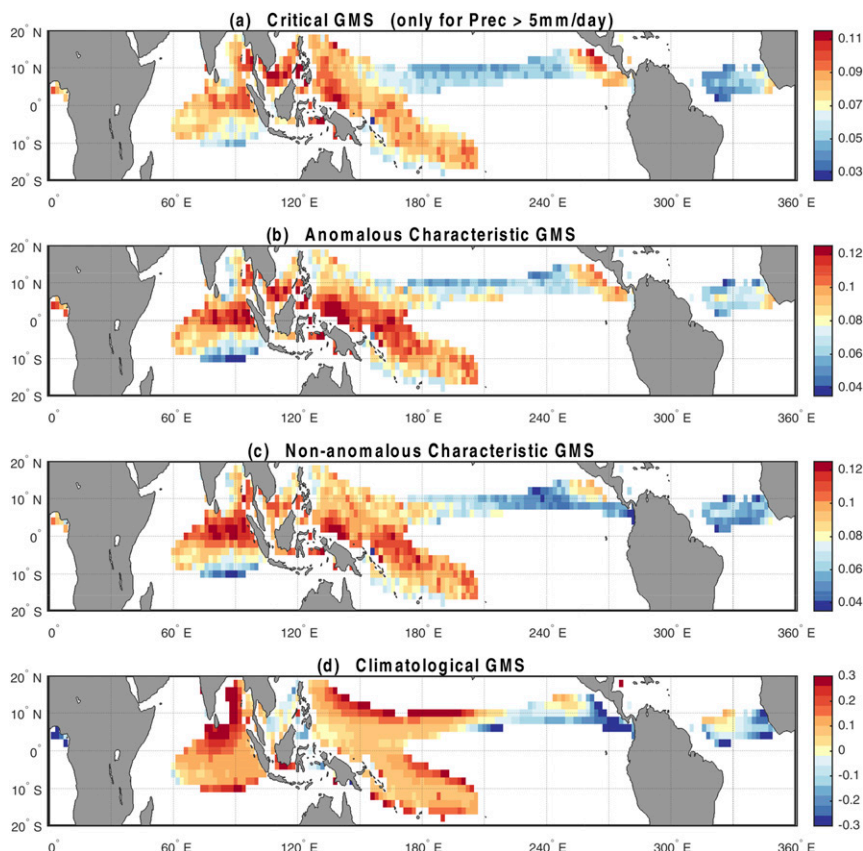 (a) Critical GMS (only for Prec > 5mm/day)
20° N
10° N
0°
10° S
20° S
0° 60° E 120° E 180° E 240° E 300° E 360° E
0.11
0.09
0.07
0.05
0.03
(b) Anomalous Characteristic GMS
20° N
10° N
0°
10° S
20° S
0° 60° E 120° E 180° E 240° E 300° E 360° E
0.12
0.1
0.08
0.06
0.04
(c) Non-anomalous Characteristic GMS
20° N
10° N
0°
10° S
20° S
0° 60° E 120° E 180° E 240° E 300° E 360° E
0.12
0.1
0.08
0.06
0.04
(d) Climatological GMS
20° N
10° N
0°
10° S
20° S
0° 60° E 120° E 180° E 240° E 300° E 360° E
0.3
0.2
0.1
0
-0.1
-0.2
-0.3